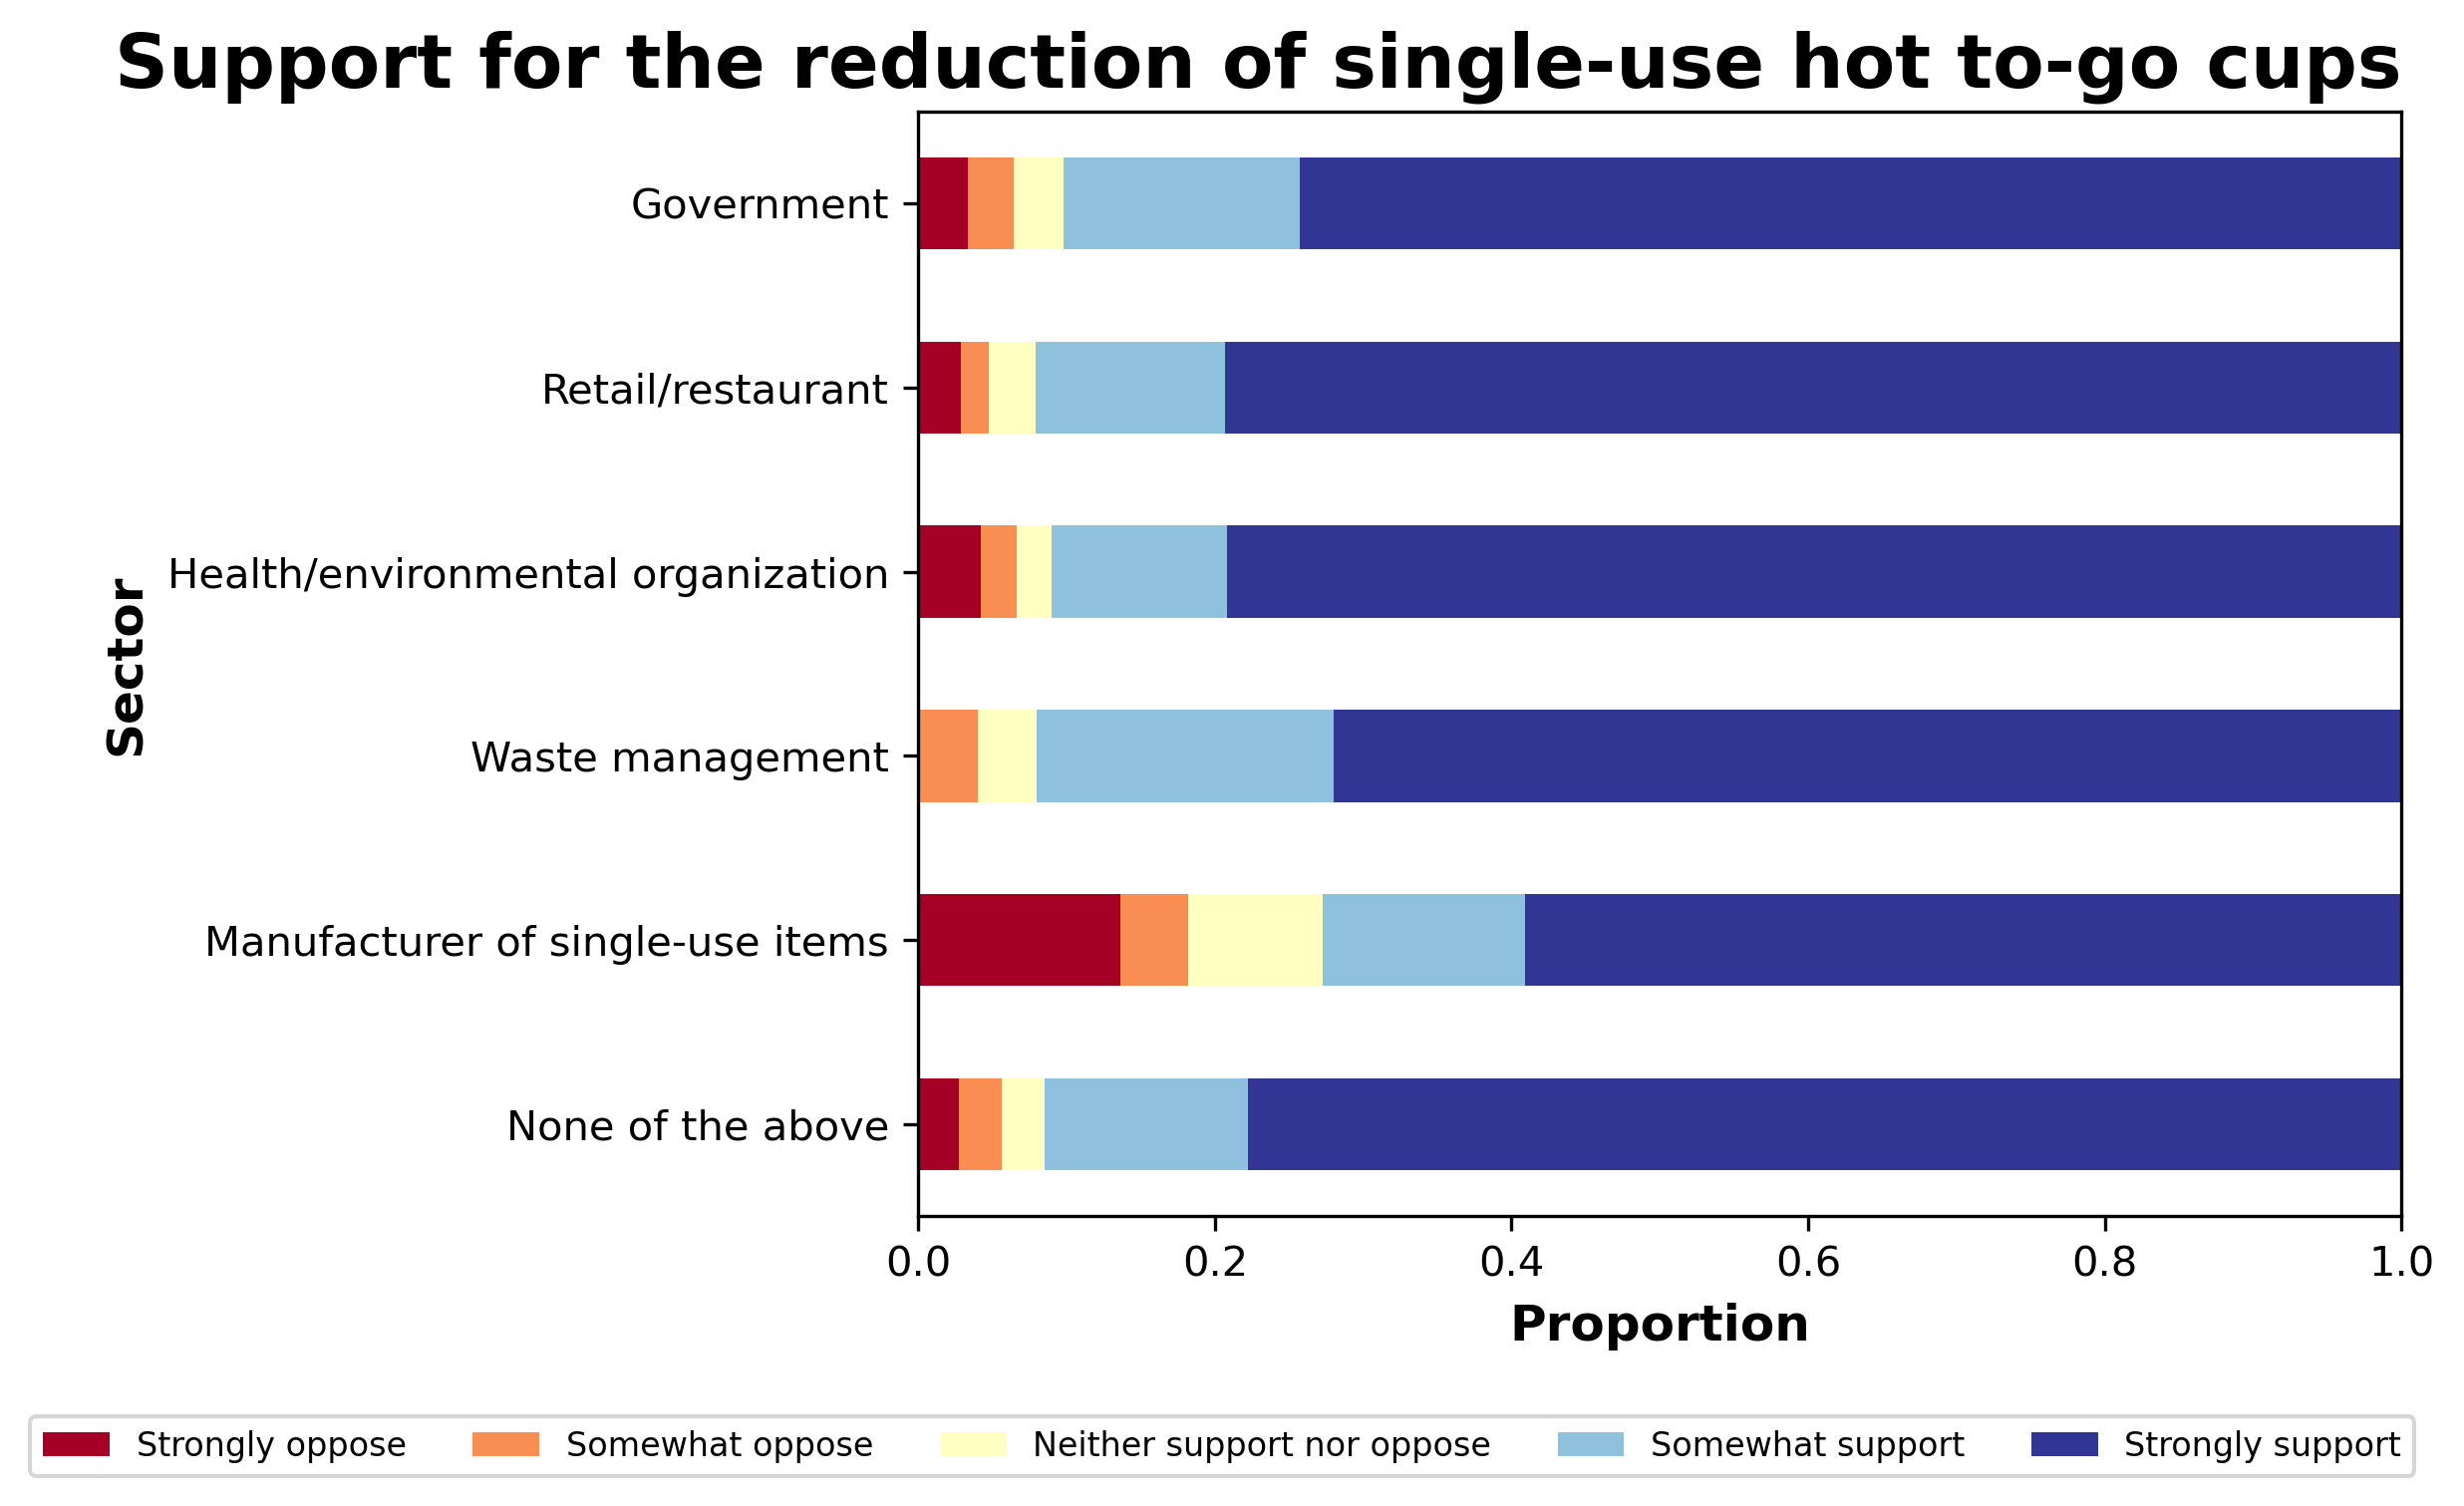 Support for the reduction of single-use hot to-go cups
Government
Retail/restaurant
Health/environmental organization
Sector
Waste management
Manufacturer of single-use items
None of the above
0.0 0.2 0.4 0.6 0.8 1.0
Proportion
Strongly oppose Somewhat oppose Neither support nor oppose Somewhat support Strongly support